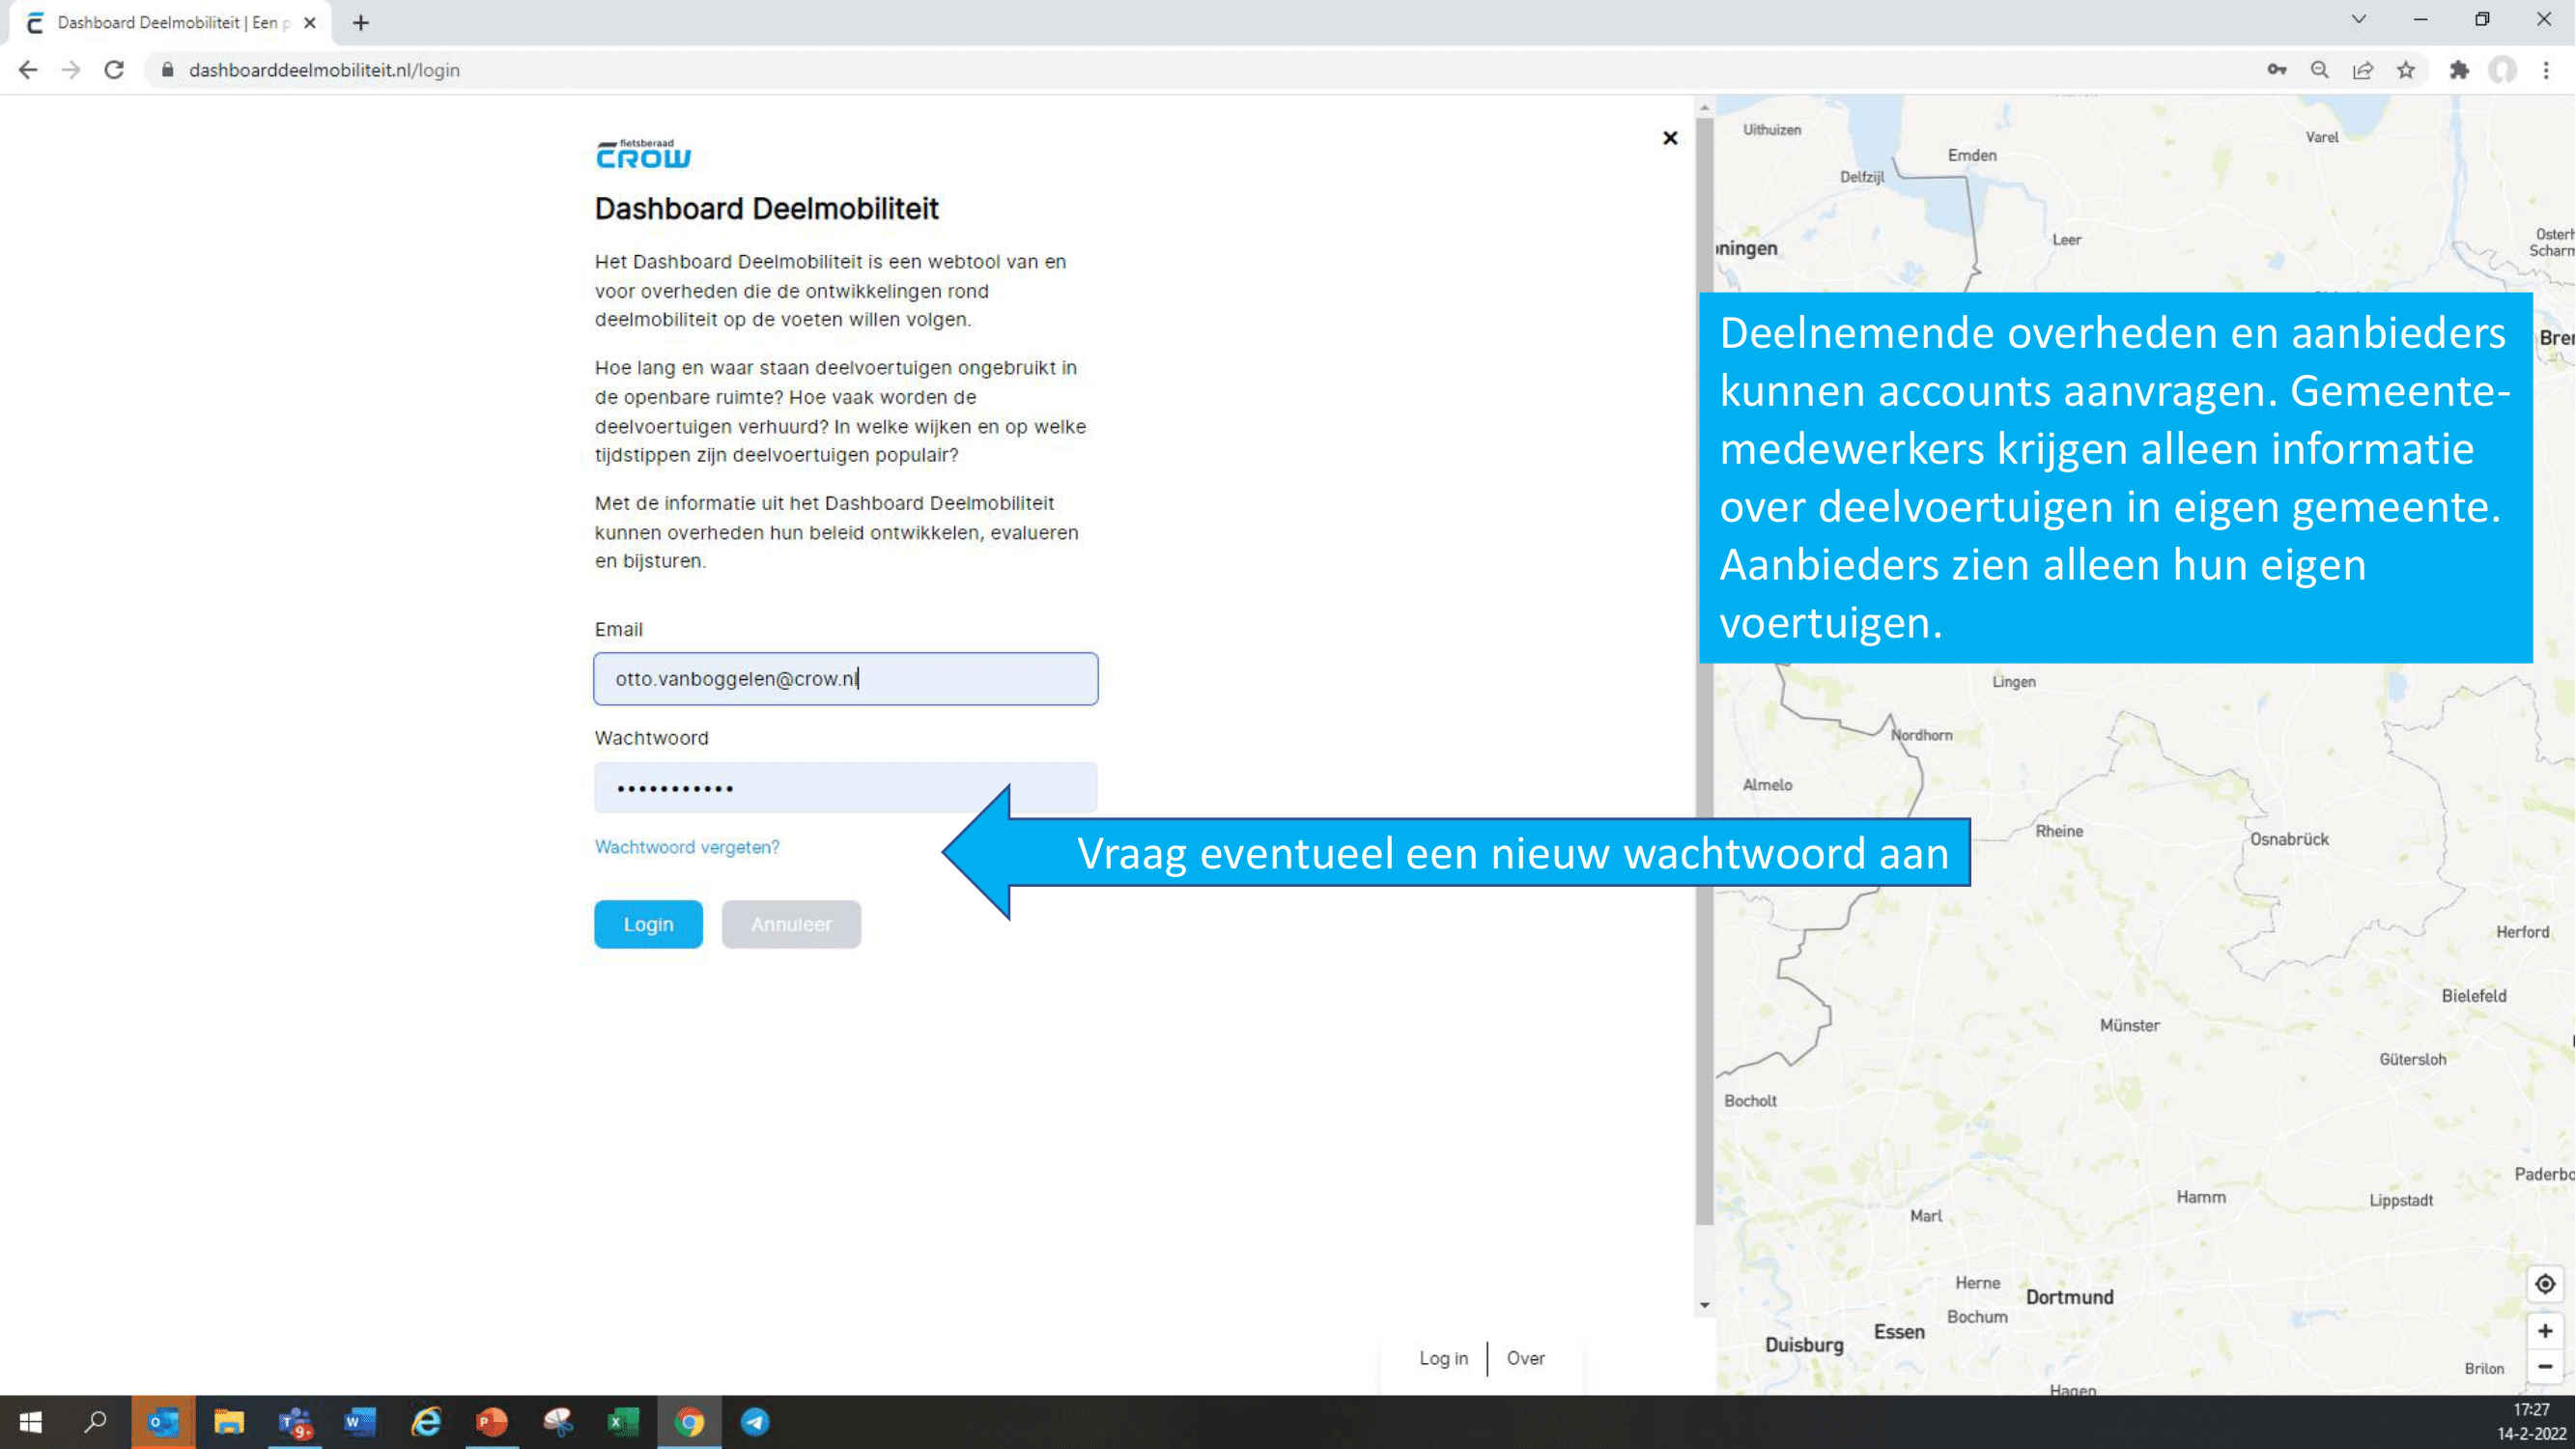 Dashboard Deelmobiliteit | Een p
dashboarddeelmobiliteit.nl/login
fietsberaad
CROW
Dashboard Deelmobiliteit
Het Dashboard Deelmobiliteit is een webtool van en
voor overheden die de ontwikkelingen rond
deelmobiliteit op de voeten willen volgen.
Hoe lang en waar staan deelvoertuigen ongebruikt in
de openbare ruimte? Hoe vaak worden de
deelvoertuigen verhuurd? In welke wijken en op welke
tijdstippen zijn deelvoertuigen populair?
Met de informatie uit het Dashboard Deelmobiliteit
kunnen overheden hun beleid ontwikkelen, evalueren
en bijsturen.
Email
otto.vanboggelen@crow.nl
Wachtwoord
•••••••••••
Wachtwoord vergeten?
Login
Annuleer
Vraag eventueel een nieuw wachtwoord aan
Deelnemende overheden en aanbieders
kunnen accounts aanvragen. Gemeente-
medewerkers krijgen alleen informatie
over deelvoertuigen in eigen gemeente.
Aanbieders zien alleen hun eigen
voertuigen.
Uithuizen
Varel
Emden
Delfzijl
Leer
Osterh
Scharm
ningen
Brem
Lingen
Nordhorn
Almelo
Rheine
Osnabrück
Herford
Bielefeld
Münster
Gütersloh
Bocholt
Paderbo
Hamm
Lippstadt
Marl
Herne
Dortmund
Bochum
Essen
Duisburg
Brilon
Hagen
Log in
Over
17:27
14-2-2022